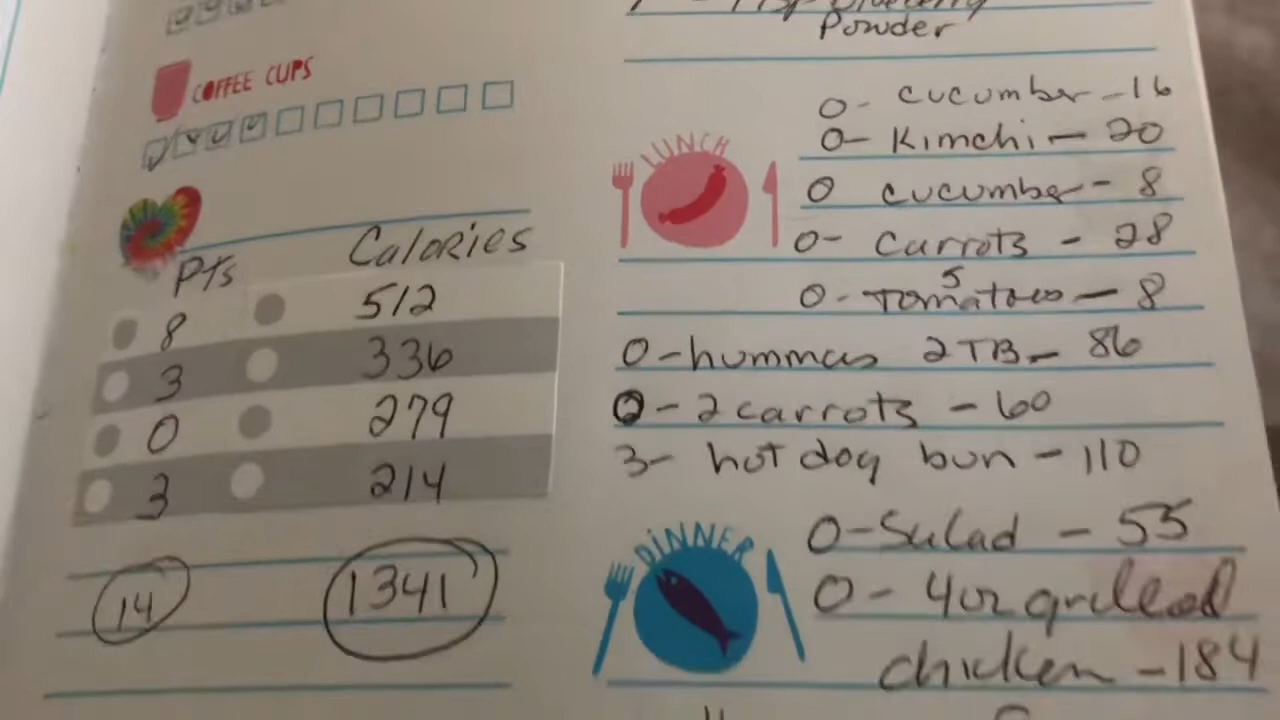 COFFEE CUPS
Pts Calories
8 512
3 336
0 279
3 214
14 1341
Powder
LUNCH
0- cucumber - 16
0- Kimchi - 20
0 cucumber - 8
0- Carrots - 28
0- 5 Tomatoes - 8
0-hummus 2TB - 86
0-2 carrots - 60
3- hot dog bun - 110
DINNER
0-Salad - 55
0- 4oz grilled
chicken - 184